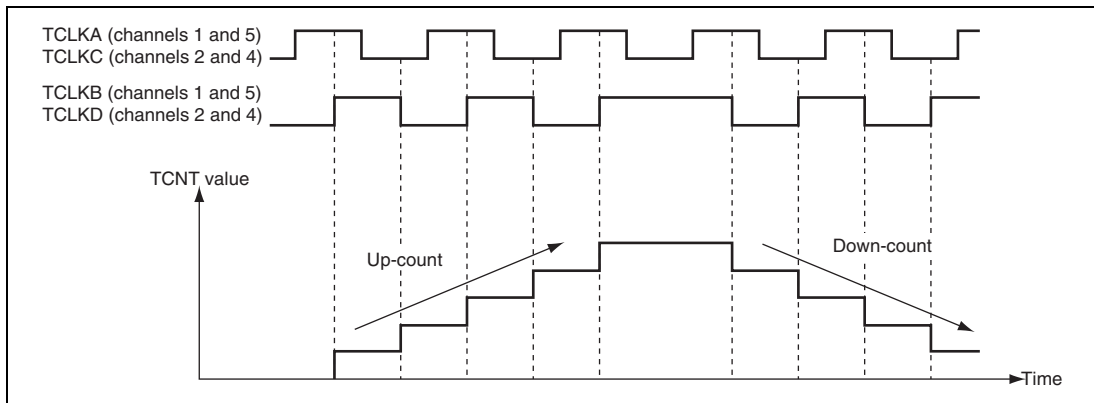 TCLKA (channels 1 and 5)
TCLKC (channels 2 and 4)
TCLKB (channels 1 and 5)
TCLKD (channels 2 and 4)
TCNT value
Up-count
Down-count
Time